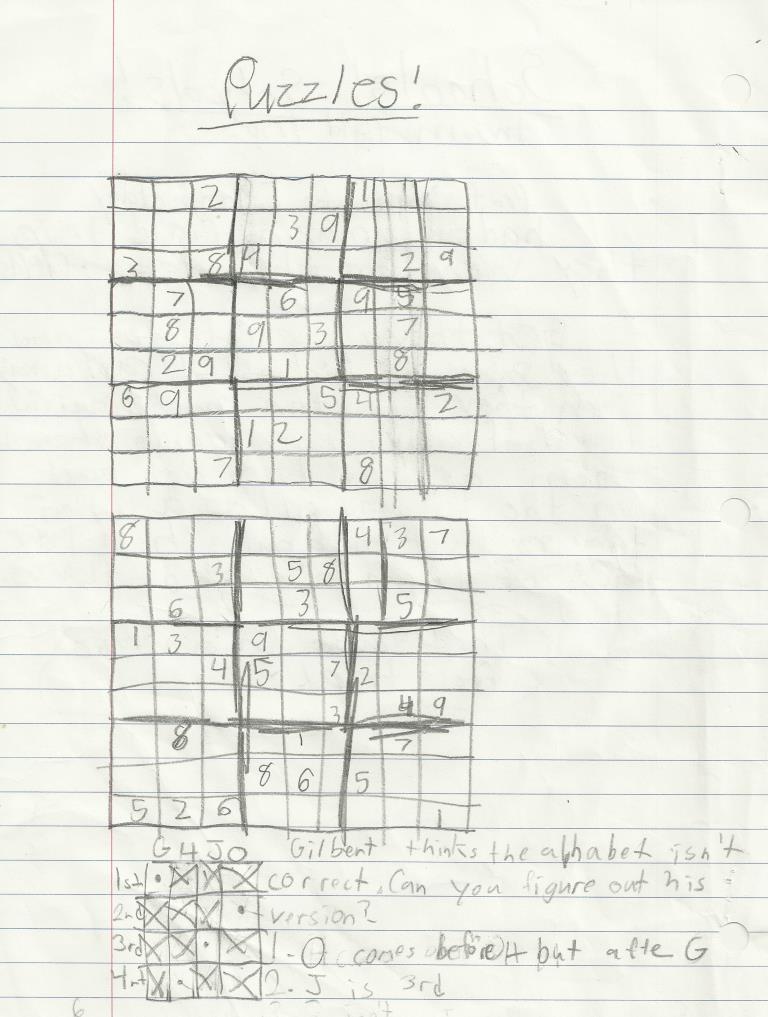 Puzzles!
2 1
3 9
3 8 4 2 9
7 6 9 5
8 9 3 7
2 9 1 8
6 9 5 4 2
1 2
7 8
8 4 3 7
3 5 8
6 3 5
1 3 9
4 5 7 2
3 4 9
8 1 7
8 6 5
5 2 6 1
G H J O Gilbert thinks the alphabet isn't
1st • X X X correct. Can you figure out his
2nd X X X • version?
3rd X X • X 1. O comes before H but after G
4th X • X X 2. J is 3rd